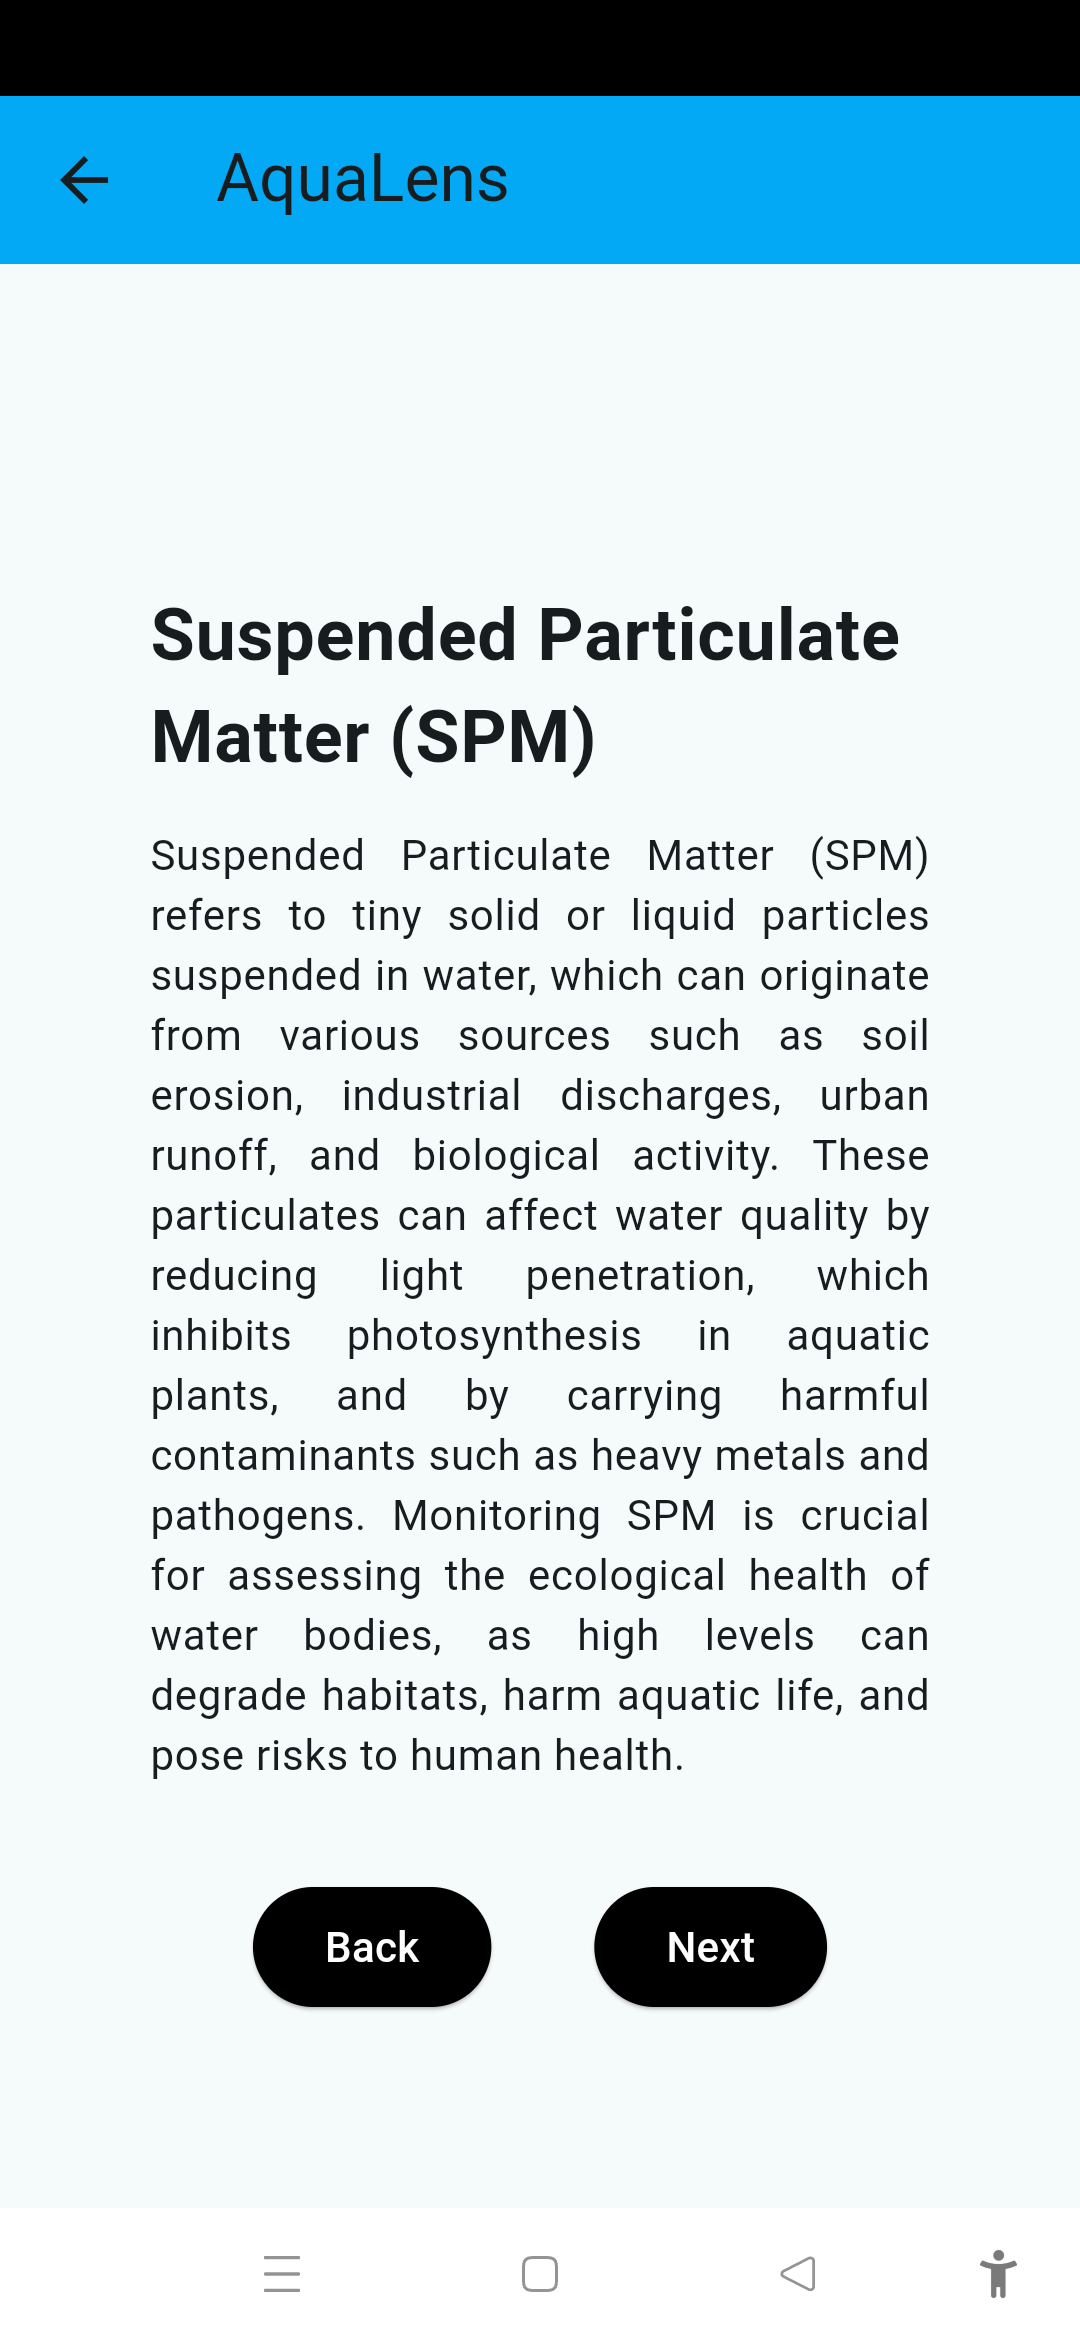 AquaLens
Suspended Particulate
Matter (SPM)
Suspended Particulate Matter (SPM)
refers to tiny solid or liquid particles
suspended in water, which can originate
from various sources such as soil
erosion, industrial discharges, urban
runoff, and biological activity. These
particulates can affect water quality by
reducing light penetration, which
inhibits photosynthesis in aquatic
plants, and by carrying harmful
contaminants such as heavy metals and
pathogens. Monitoring SPM is crucial
for assessing the ecological health of
water bodies, as high levels can
degrade habitats, harm aquatic life, and
pose risks to human health.
Back
Next